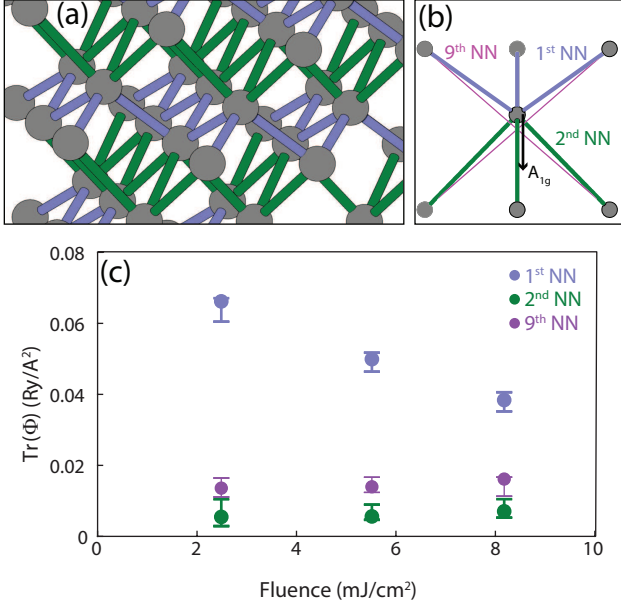 (a)
(b)
9th NN
1st NN
2nd NN
A1g
(c)
1st NN
2nd NN
9th NN
Tr(Φ) (Ry/A²)
0.08
0.06
0.04
0.02
0
0 2 4 6 8 10
Fluence (mJ/cm²)